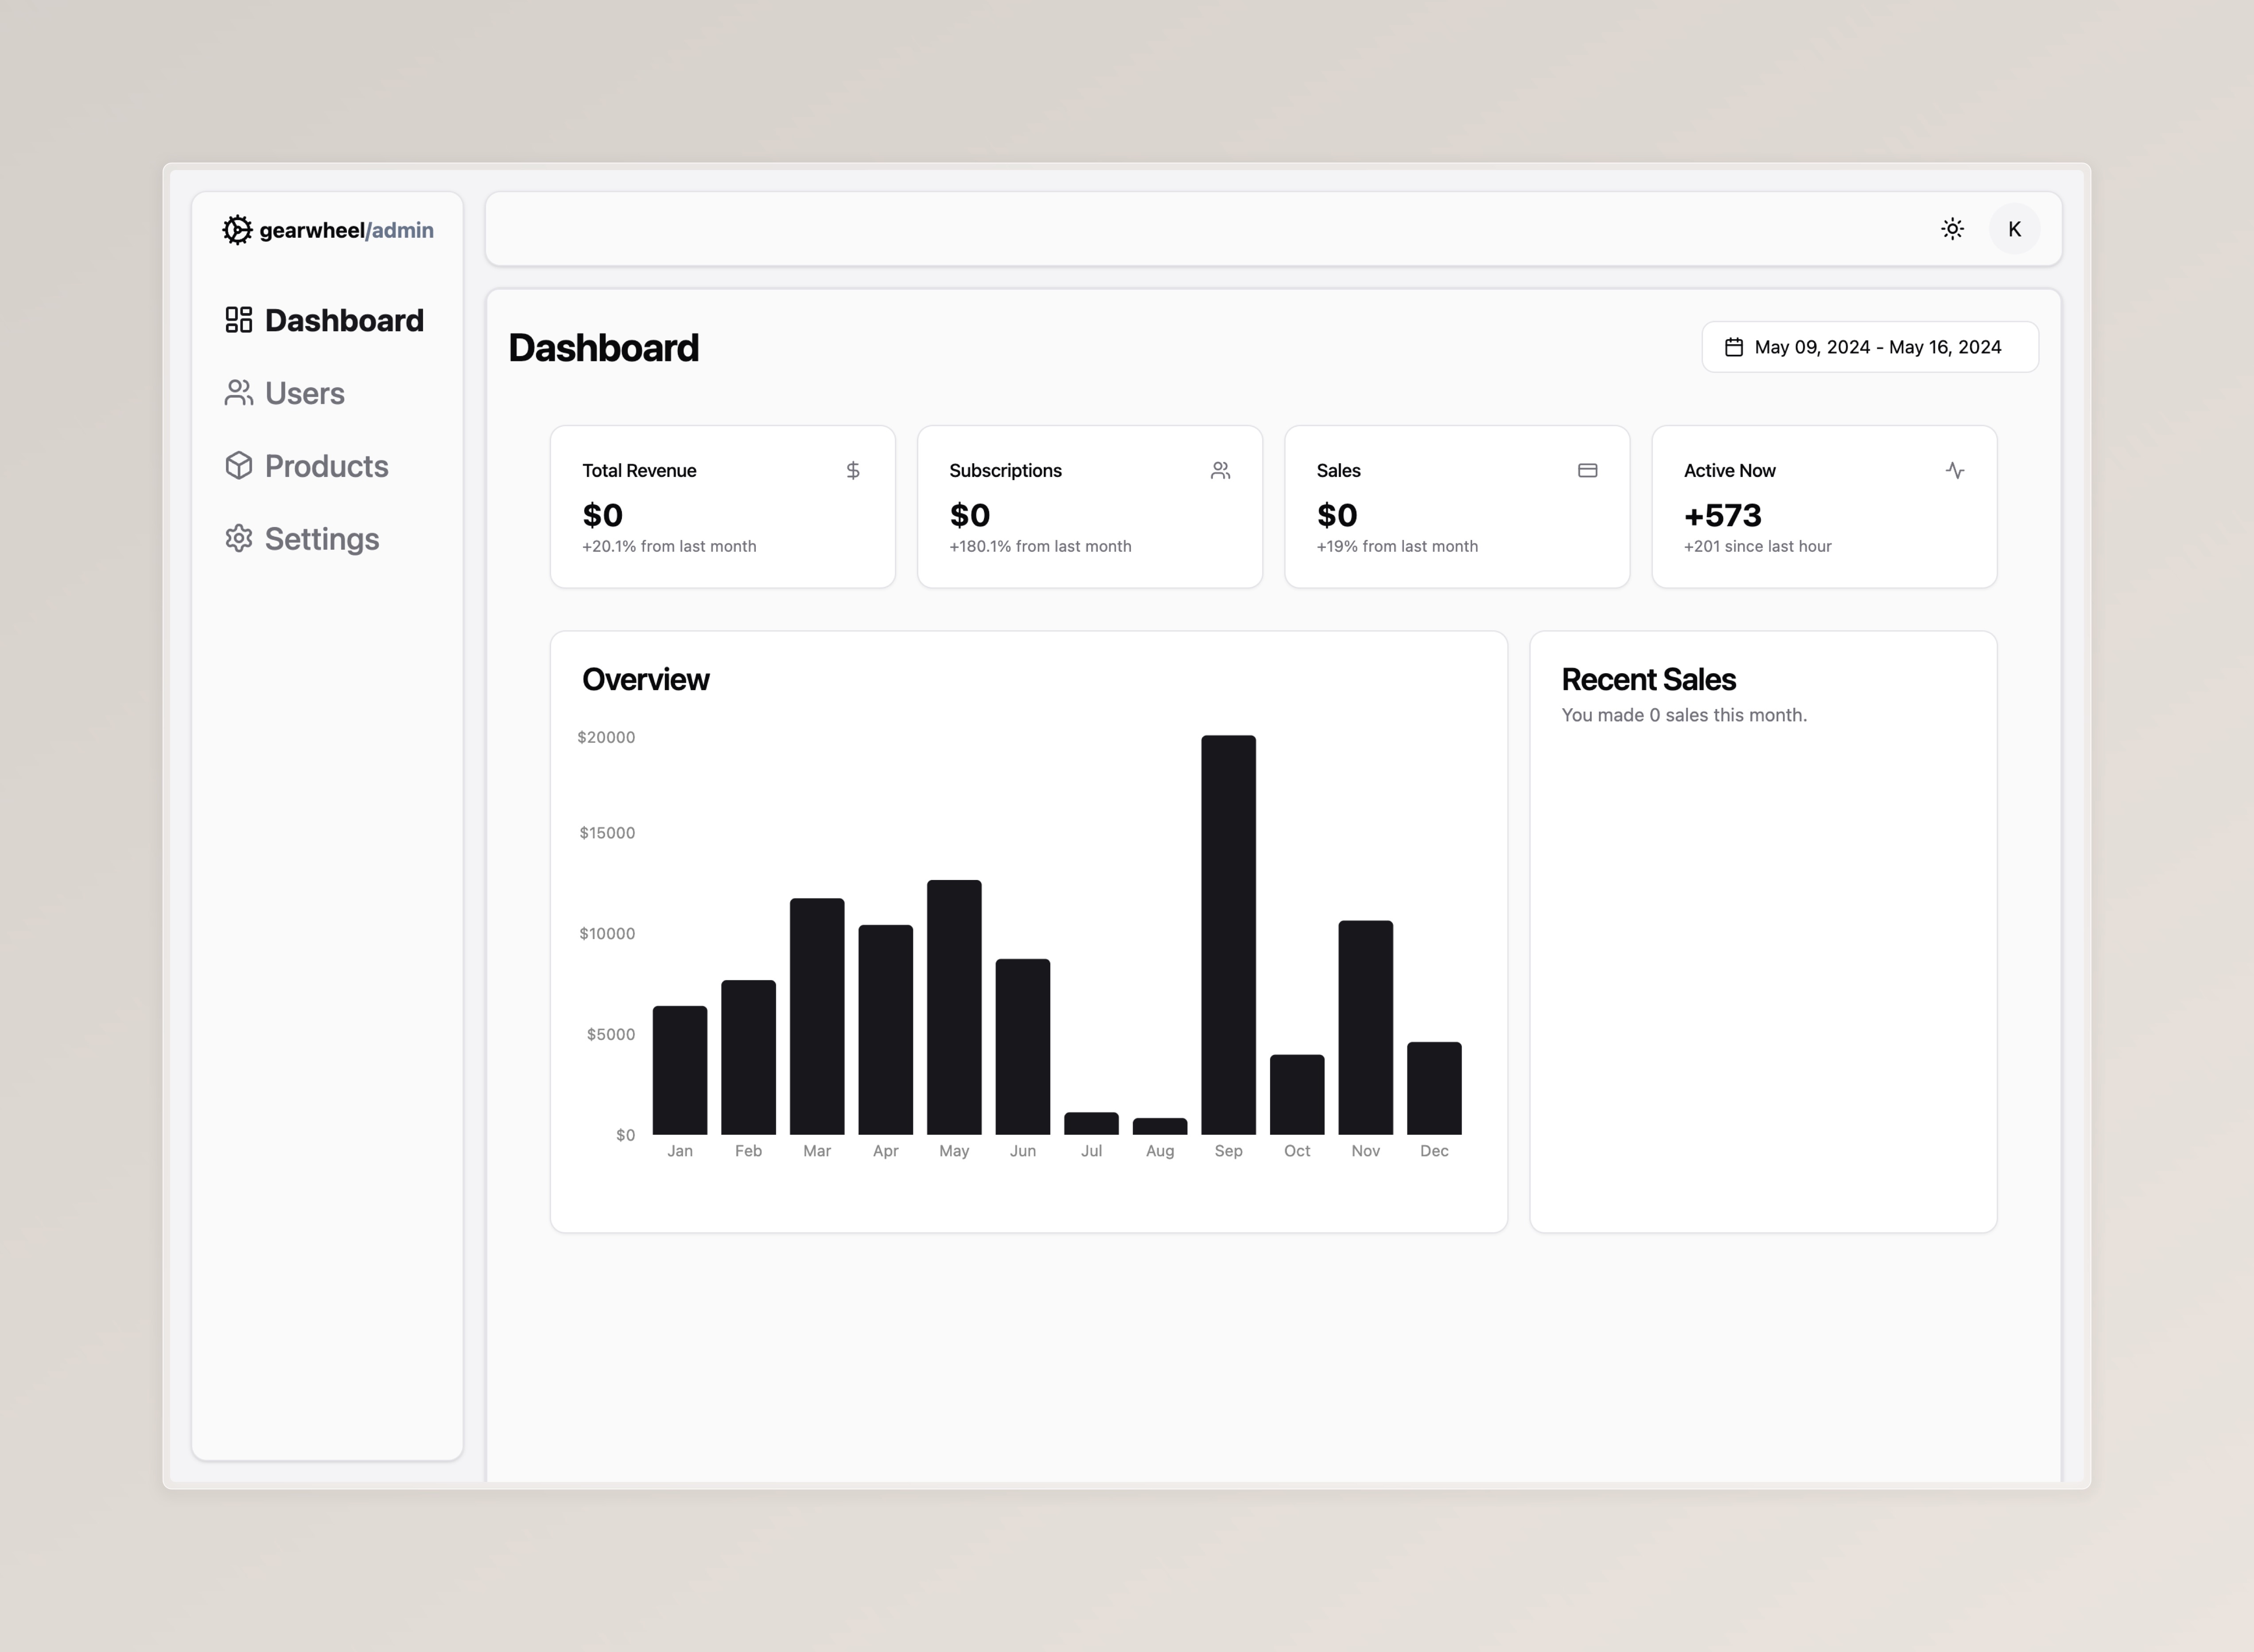 gearwheel/admin
K
Dashboard
Users
Products
Settings
Dashboard
May 09, 2024 - May 16, 2024
Total Revenue
$0
+20.1% from last month
Subscriptions
$0
+180.1% from last month
Sales
$0
+19% from last month
Active Now
+573
+201 since last hour
Overview
$20000
$15000
$10000
$5000
$0
Jan Feb Mar Apr May Jun Jul Aug Sep Oct Nov Dec
Recent Sales
You made 0 sales this month.